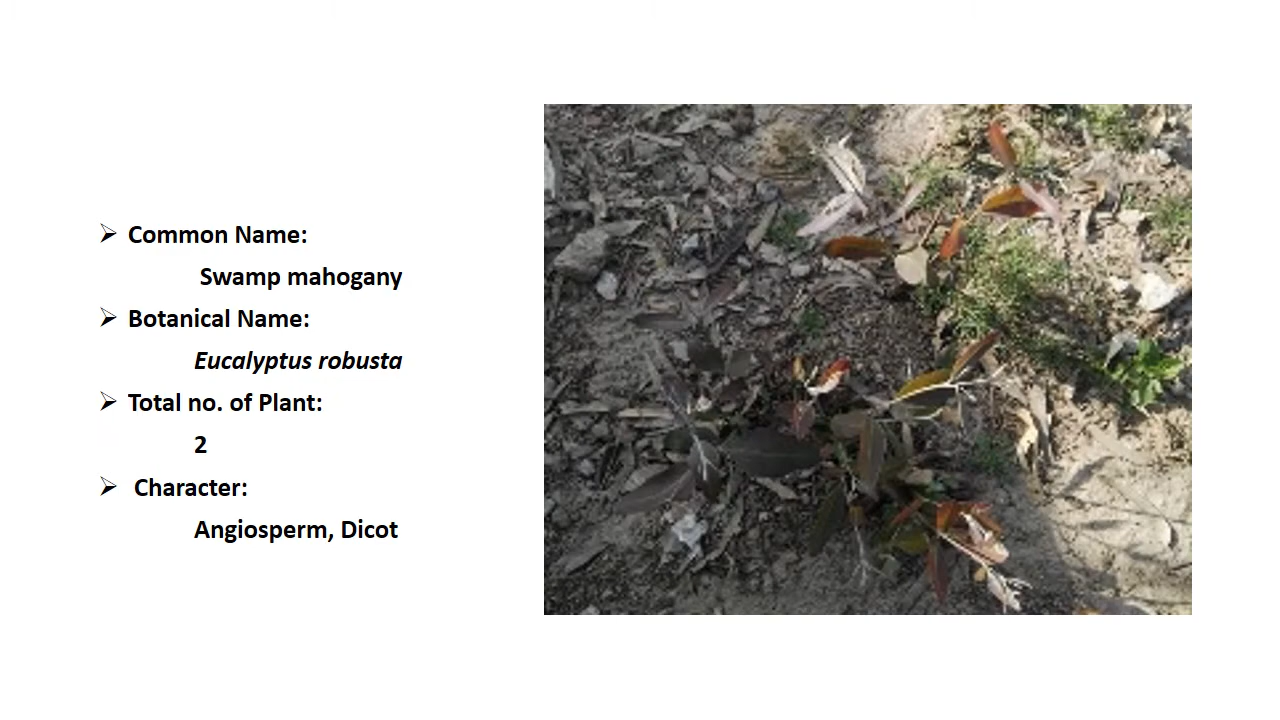 ➢ Common Name:
Swamp mahogany
➢ Botanical Name:
Eucalyptus robusta
➢ Total no. of Plant:
2
➢ Character:
Angiosperm, Dicot